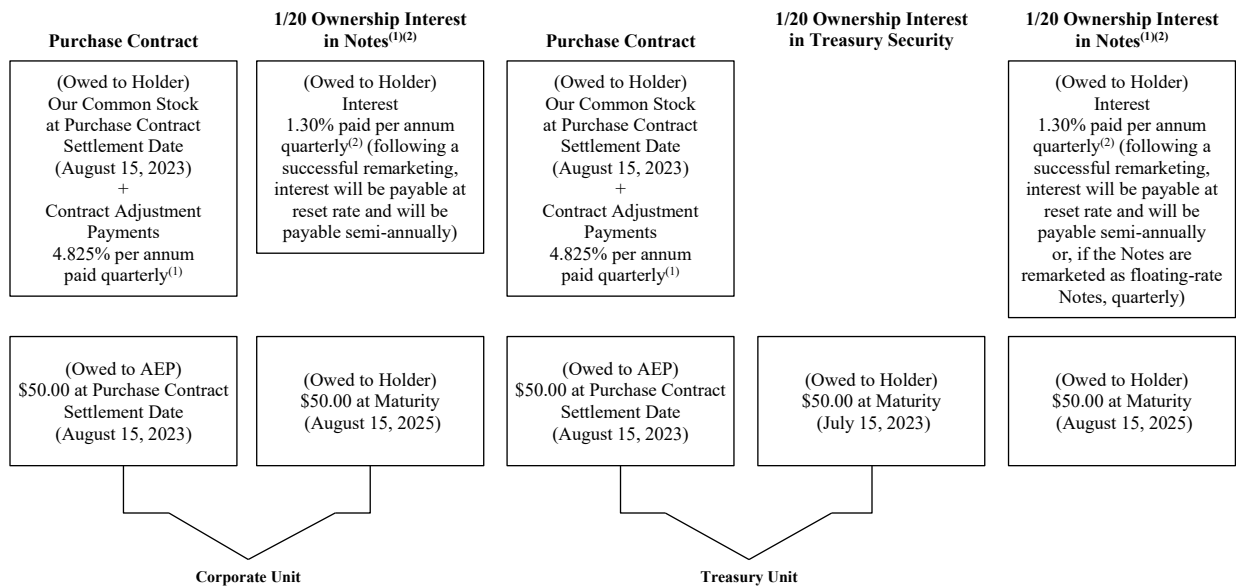 Purchase Contract
(Owed to Holder)
Our Common Stock
at Purchase Contract
Settlement Date
(August 15, 2023)
+
Contract Adjustment
Payments
4.825% per annum
paid quarterly(1)
(Owed to AEP)
$50.00 at Purchase Contract
Settlement Date
(August 15, 2023)
1/20 Ownership Interest
in Notes(1)(2)
(Owed to Holder)
Interest
1.30% paid per annum
quarterly(2) (following a
successful remarketing,
interest will be payable at
reset rate and will be
payable semi-annually)
(Owed to Holder)
$50.00 at Maturity
(August 15, 2025)
Corporate Unit
Purchase Contract
(Owed to Holder)
Our Common Stock
at Purchase Contract
Settlement Date
(August 15, 2023)
+
Contract Adjustment
Payments
4.825% per annum
paid quarterly(1)
(Owed to AEP)
$50.00 at Purchase Contract
Settlement Date
(August 15, 2023)
1/20 Ownership Interest
in Treasury Security
(Owed to Holder)
$50.00 at Maturity
(July 15, 2023)
Treasury Unit
1/20 Ownership Interest
in Notes(1)(2)
(Owed to Holder)
Interest
1.30% paid per annum
quarterly(2) (following a
successful remarketing,
interest will be payable at
reset rate and will be
payable semi-annually
or, if the Notes are
remarketed as floating-rate
Notes, quarterly)
(Owed to Holder)
$50.00 at Maturity
(August 15, 2025)